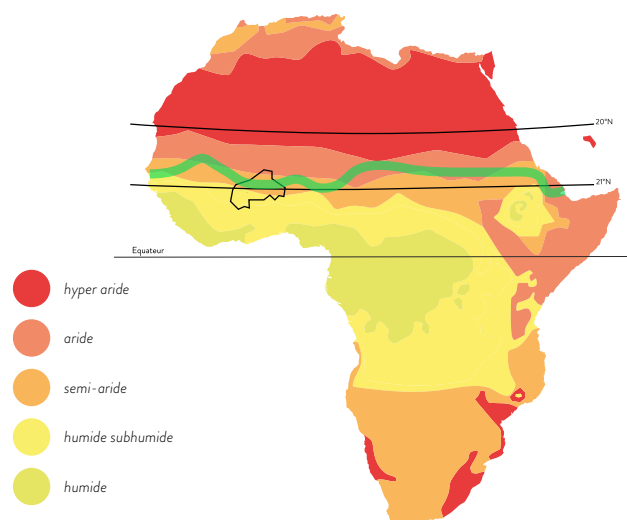 20°N
21°N
Equateur
hyper aride
aride
semi-aride
humide subhumide
humide